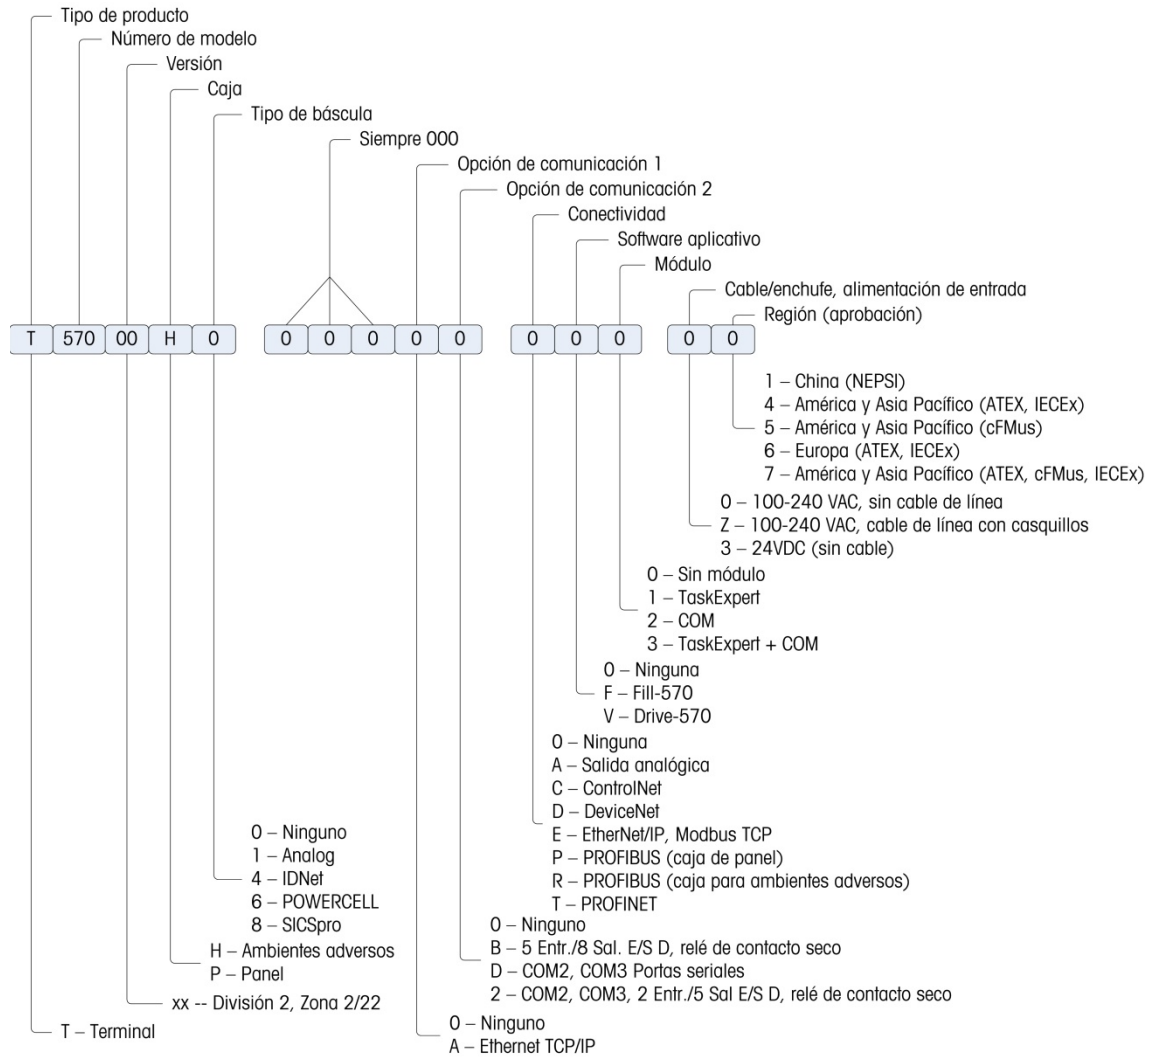 Tipo de producto
Número de modelo
Versión
Caja
Tipo de báscula
Siempre 000
Opción de comunicación 1
Opción de comunicación 2
Conectividad
Software aplicativo
Módulo
Cable/enchufe, alimentación de entrada
Región (aprobación)
T 570 00 H 0 0 0 0 0 0 0 0 0 0 0
1 – China (NEPSI)
4 – América y Asia Pacífico (ATEX, IECEx)
5 – América y Asia Pacífico (cFMus)
6 – Europa (ATEX, IECEx)
7 – América y Asia Pacífico (ATEX, cFMus, IECEx)
0 – 100-240 VAC, sin cable de línea
Z – 100-240 VAC, cable de línea con casquillos
3 – 24VDC (sin cable)
0 – Sin módulo
1 – TaskExpert
2 – COM
3 – TaskExpert + COM
0 – Ninguna
F – Fill-570
V – Drive-570
0 – Ninguna
A – Salida analógica
C – ControlNet
D – DeviceNet
E – EtherNet/IP, Modbus TCP
P – PROFIBUS (caja de panel)
R – PROFIBUS (caja para ambientes adversos)
T – PROFINET
0 – Ninguno
1 – Analog
4 – IDNet
6 – POWERCELL
8 – SICSpro
0 – Ninguno
B – 5 Entr./8 Sal. E/S D, relé de contacto seco
D – COM2, COM3 Portas seriales
2 – COM2, COM3, 2 Entr./5 Sal E/S D, relé de contacto seco
H – Ambientes adversos
P – Panel
xx -- División 2, Zona 2/22
T – Terminal
0 – Ninguno
A – Ethernet TCP/IP